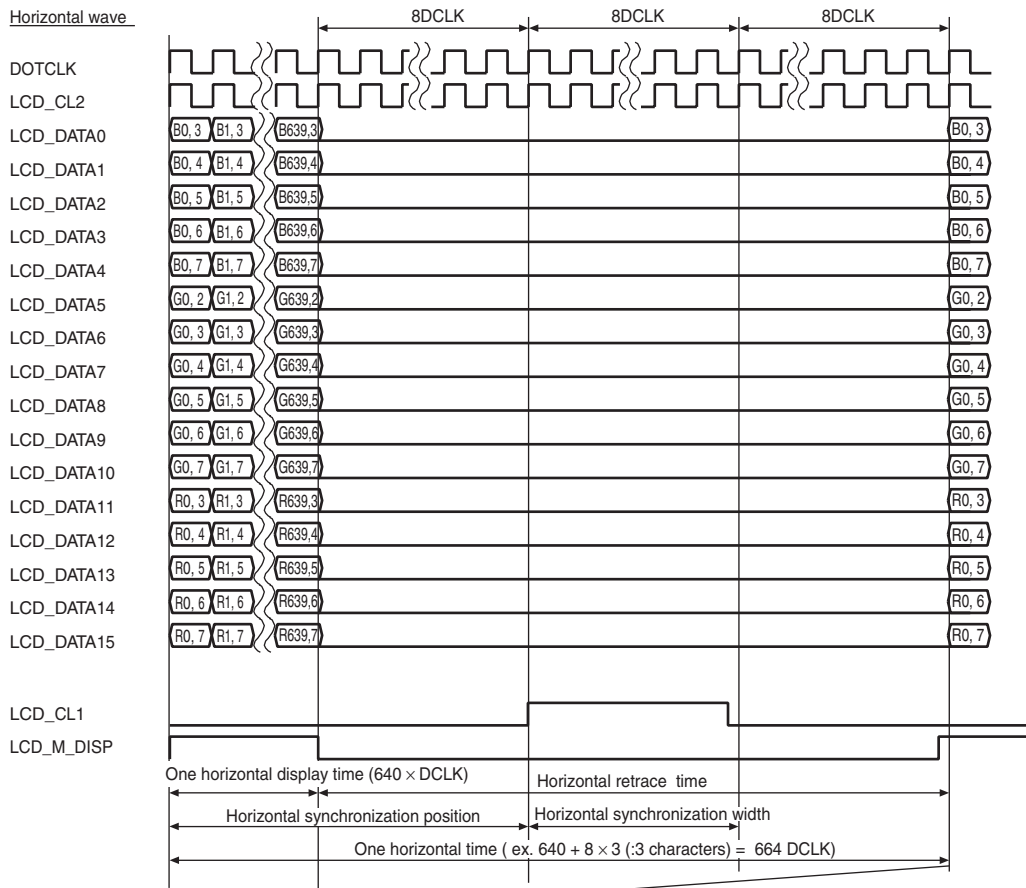 Horizontal wave
8DCLK 8DCLK 8DCLK
DOTCLK
LCD_CL2
LCD_DATA0 B0, 3 B1, 3 B639,3 B0, 3
LCD_DATA1 B0, 4 B1, 4 B639,4 B0, 4
LCD_DATA2 B0, 5 B1, 5 B639,5 B0, 5
LCD_DATA3 B0, 6 B1, 6 B639,6 B0, 6
LCD_DATA4 B0, 7 B1, 7 B639,7 B0, 7
LCD_DATA5 G0, 2 G1, 2 G639,2 G0, 2
LCD_DATA6 G0, 3 G1, 3 G639,3 G0, 3
LCD_DATA7 G0, 4 G1, 4 G639,4 G0, 4
LCD_DATA8 G0, 5 G1, 5 G639,5 G0, 5
LCD_DATA9 G0, 6 G1, 6 G639,6 G0, 6
LCD_DATA10 G0, 7 G1, 7 G639,7 G0, 7
LCD_DATA11 R0, 3 R1, 3 R639,3 R0, 3
LCD_DATA12 R0, 4 R1, 4 R639,4 R0, 4
LCD_DATA13 R0, 5 R1, 5 R639,5 R0, 5
LCD_DATA14 R0, 6 R1, 6 R639,6 R0, 6
LCD_DATA15 R0, 7 R1, 7 R639,7 R0, 7
LCD_CL1
LCD_M_DISP
One horizontal display time (640 × DCLK)
Horizontal retrace time
Horizontal synchronization position Horizontal synchronization width
One horizontal time ( ex. 640 + 8 × 3 (:3 characters) = 664 DCLK)